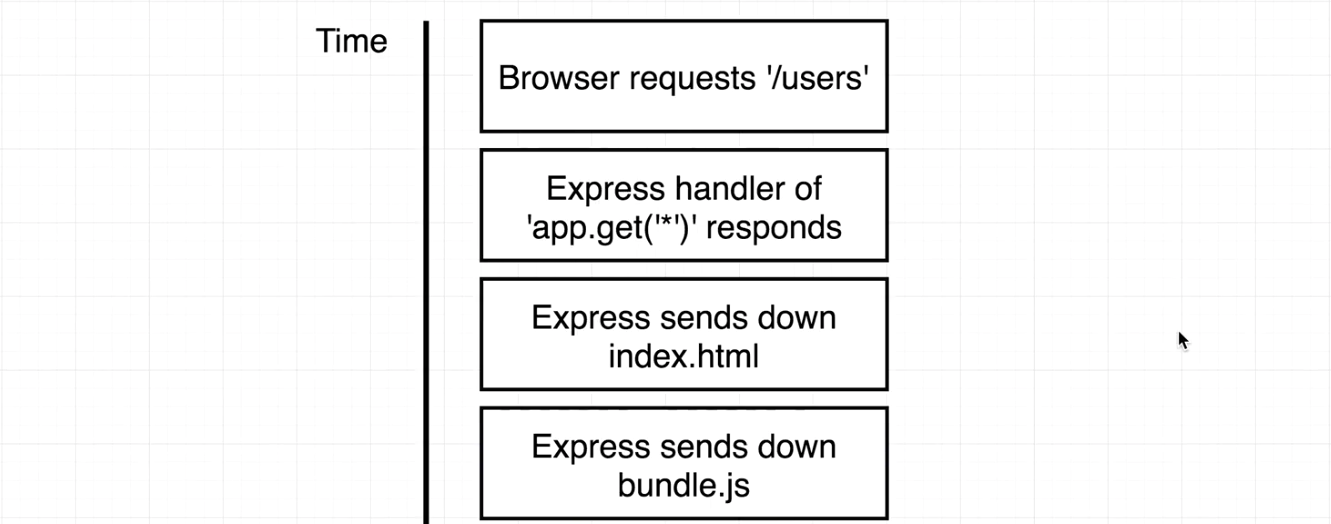 Time
Browser requests '/users'
Express handler of
'app.get('*')' responds
Express sends down
index.html
Express sends down
bundle.js